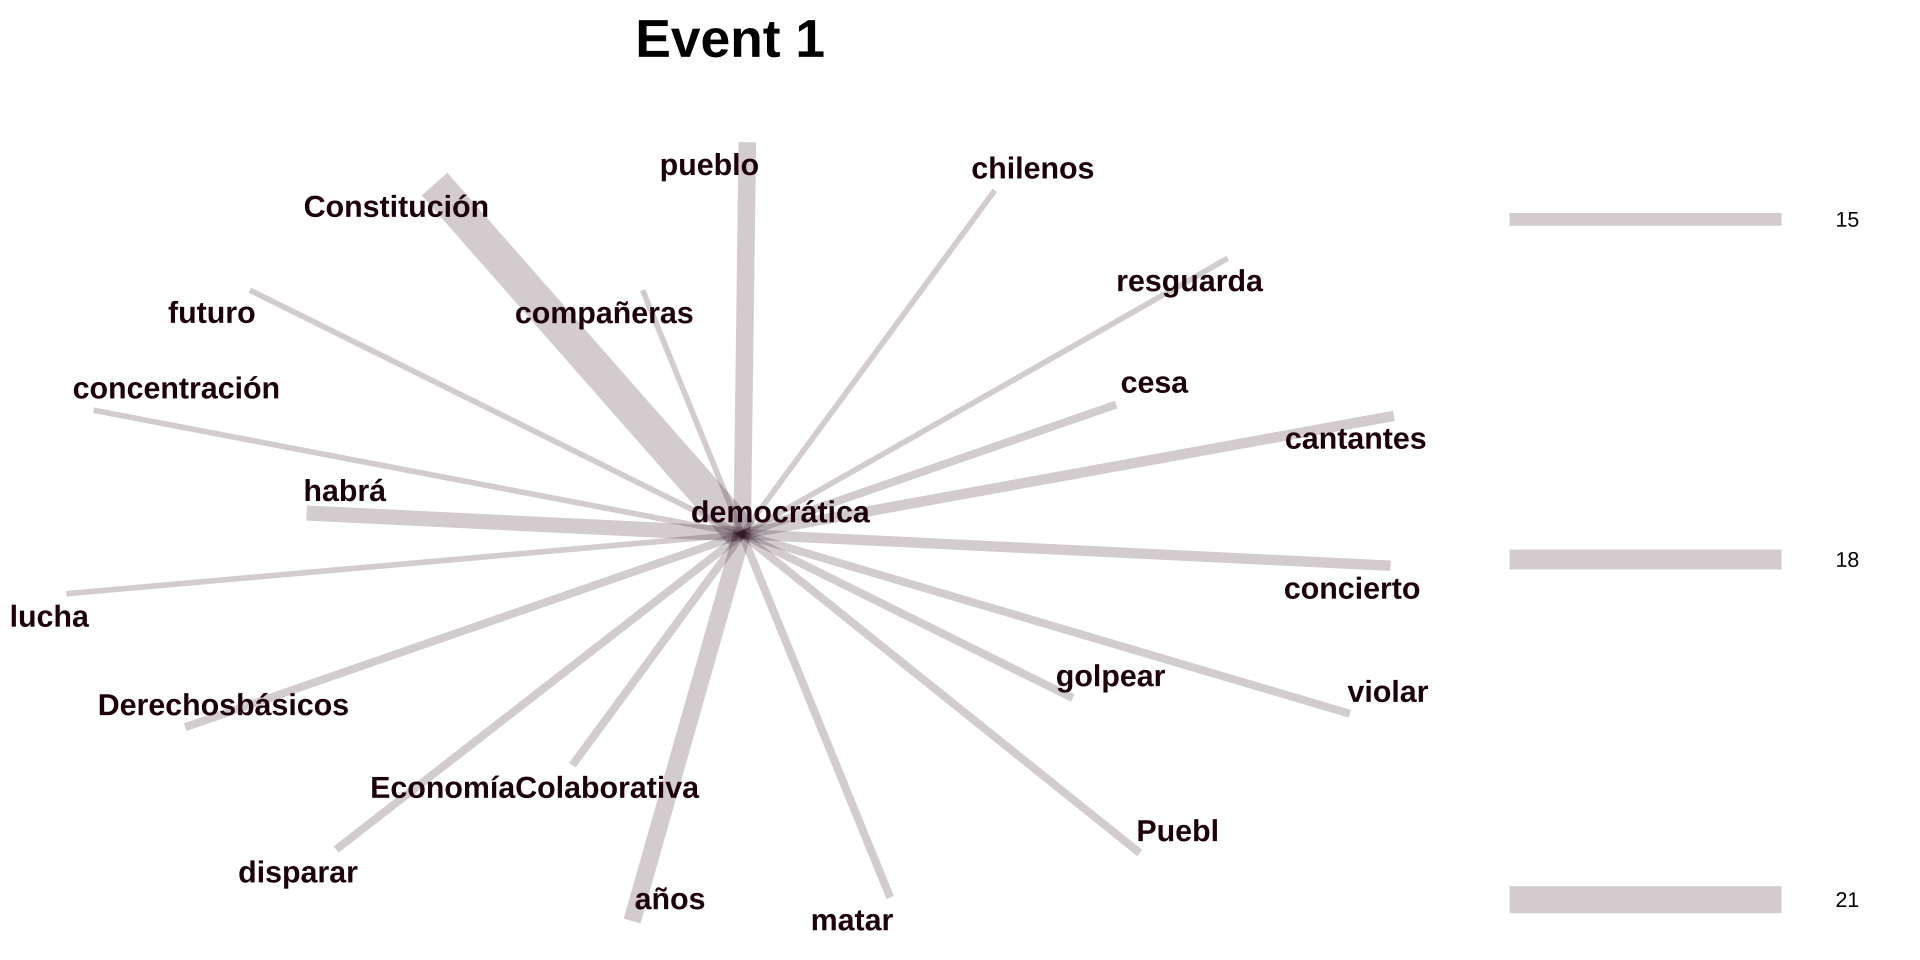 Event 1
pueblo
chilenos
Constitución
15
resguarda
futuro
compañeras
concentración
cesa
cantantes
habrá
democrática
18
concierto
lucha
golpear
violar
Derechosbásicos
EconomíaColaborativa
Puebl
disparar
años
21
matar